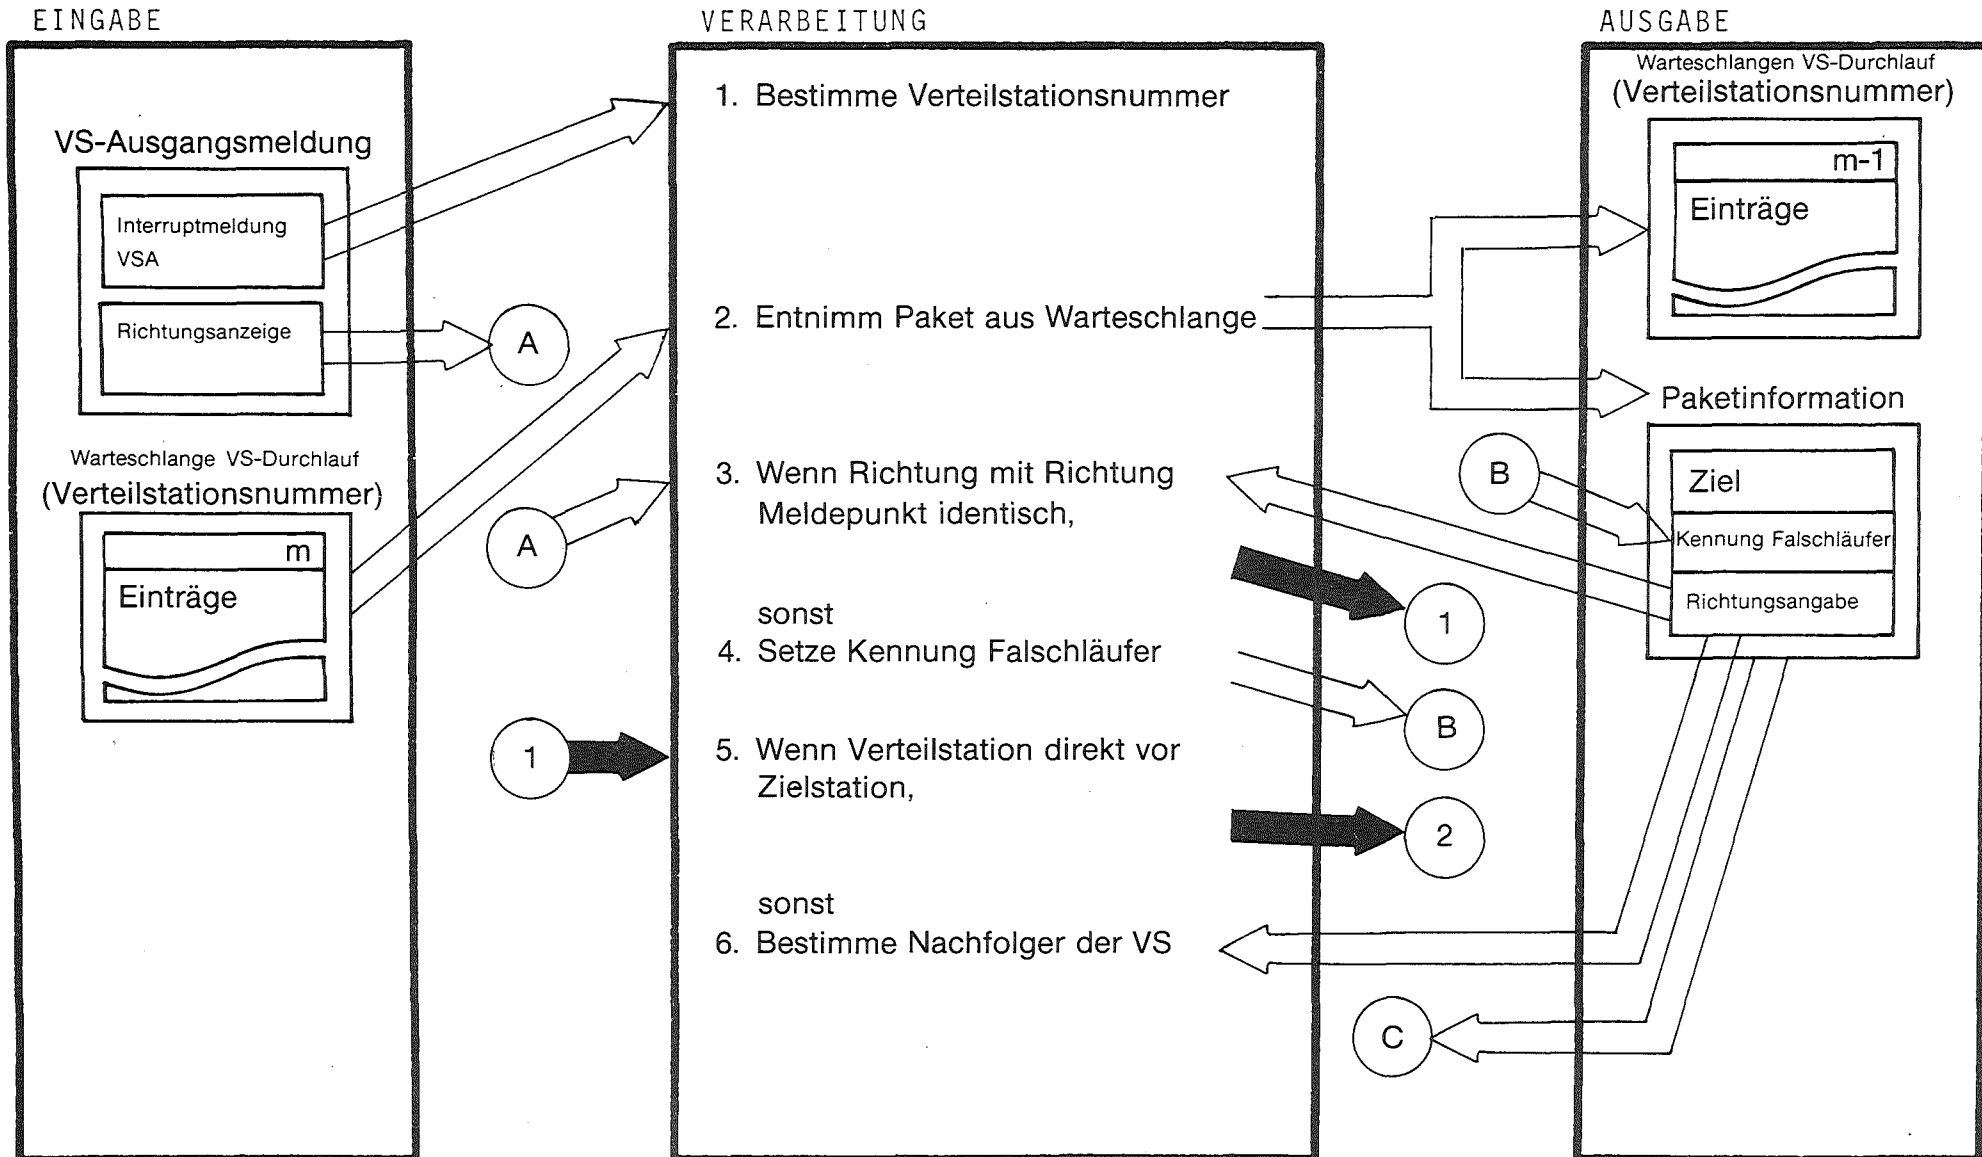 EINGABE
VS-Ausgangsmeldung
Interruptmeldung
VSA
Richtungsanzeige
A
Warteschlange VS-Durchlauf
(Verteilstationsnummer)
m
Einträge
A
1
VERARBEITUNG
1. Bestimme Verteilstationsnummer
2. Entnimm Paket aus Warteschlange
3. Wenn Richtung mit Richtung
Meldepunkt identisch,
sonst
4. Setze Kennung Falschläufer
5. Wenn Verteilstation direkt vor
Zielstation,
sonst
6. Bestimme Nachfolger der VS
1
B
2
C
AUSGABE
Warteschlangen VS-Durchlauf
(Verteilstationsnummer)
m-1
Einträge
Paketinformation
B
Ziel
Kennung Falschläufer
Richtungsangabe